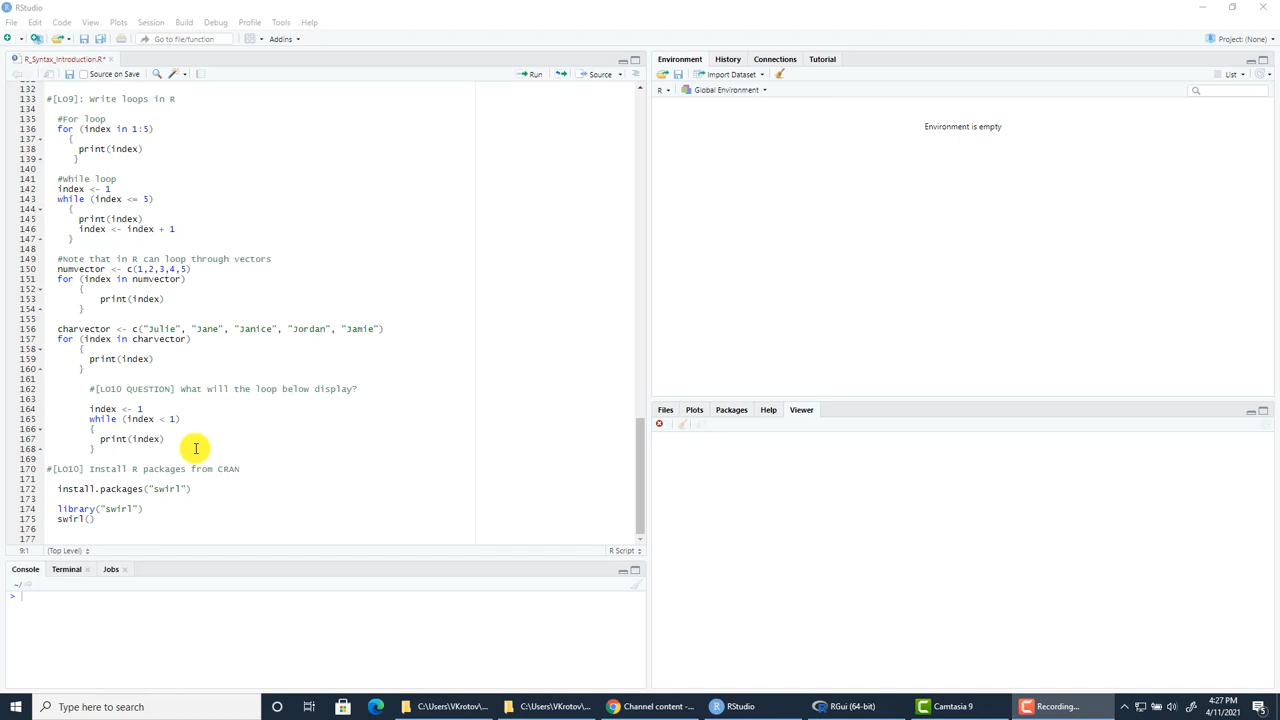 RStudio
File Edit Code View Plots Session Build Debug Profile Tools Help
Go to file/function Addins Project: (None)
R_Syntax_Introduction.R*
Source on Save Run Source
132
133 #[LO9]: Write loops in R
134
135 #For loop
136 for (index in 1:5)
137 {
138 print(index)
139 }
140
141 #While loop
142 index <- 1
143 while (index <= 5)
144 {
145 print(index)
146 index <- index + 1
147 }
148
149 #Note that in R can loop through vectors
150 numvector <- c(1,2,3,4,5)
151 for (index in numvector)
152 {
153 print(index)
154 }
155
156 charvector <- c("Julie", "Jane", "Janice", "Jordan", "Jamie")
157 for (index in charvector)
158 {
159 print(index)
160 }
161
162 #[LO10 QUESTION] What will the loop below display?
163
164 index <- 1
165 while (index < 1)
166 {
167 print(index)
168 }
169
170 #[LO10] Install R packages from CRAN
171
172 install.packages("swirl")
173
174 library("swirl")
175 swirl()
176
177
9:1 (Top Level) R Script
Console Terminal Jobs
~/
>
Environment History Connections Tutorial
Import Dataset List
R Global Environment
Environment is empty
Files Plots Packages Help Viewer
Type here to search
C:\Users\VKrotov\... C:\Users\VKrotov\... Channel content -... RStudio RGui (64-bit) Camtasia 9 Recording...
4:27 PM
4/11/2021
5